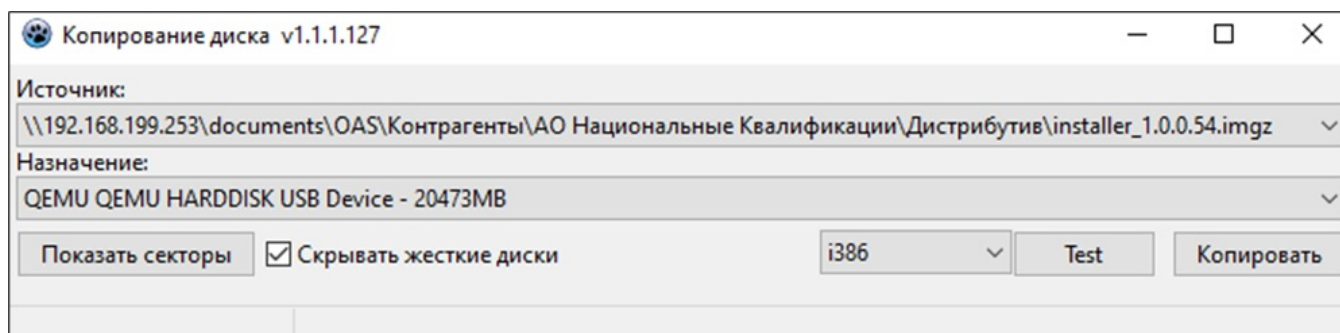 Копирование диска v1.1.1.127
Источник:
\\192.168.199.253\documents\OAS\Контрагенты\АО Национальные Квалификации\Дистрибутив\installer_1.0.0.54.imgz
Назначение:
QEMU QEMU HARDDISK USB Device - 20473MB
Показать секторы Скрывать жесткие диски i386 Test Копировать